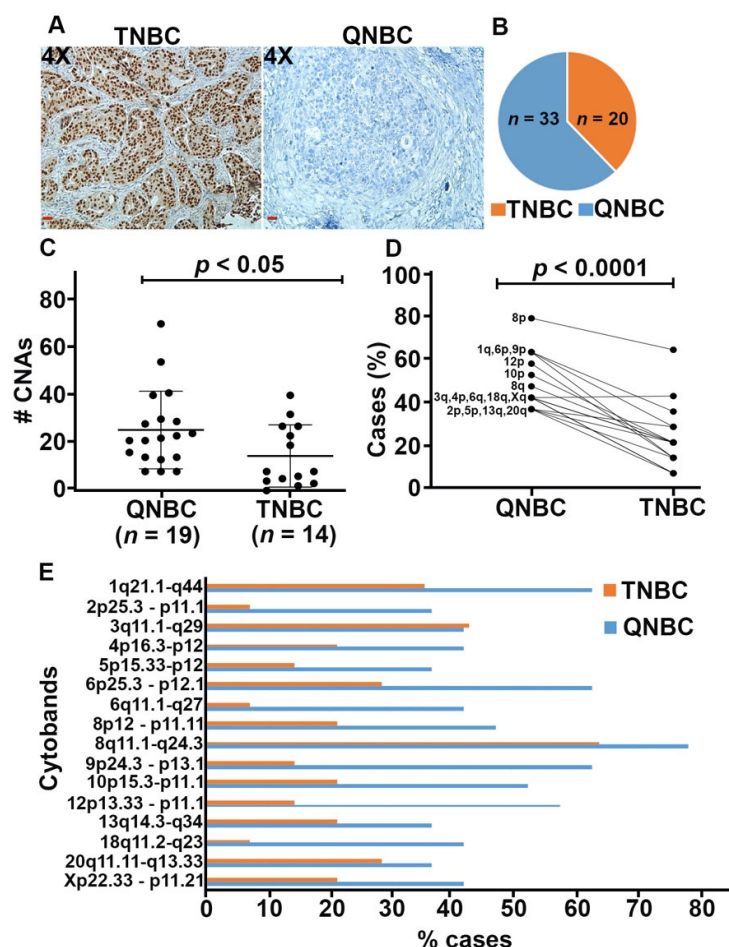 A
TNBC
QNBC
4X
4X
B
n = 33
n = 20
TNBC
QNBC
C
p < 0.05
# CNAs
80
60
40
20
0
QNBC
TNBC
(n = 19)
(n = 14)
D
p < 0.0001
Cases (%)
100
80
60
40
20
0
8p
1q,6p,9p
12p
10p
8q
3q,4p,6q,18q,Xq
2p,5p,13q,20q
QNBC
TNBC
E
Cytobands
1q21.1-q44
2p25.3 - p11.1
3q11.1-q29
4p16.3-p12
5p15.33-p12
6p25.3 - p12.1
6q11.1-q27
8p12 - p11.11
8q11.1-q24.3
9p24.3 - p13.1
10p15.3-p11.1
12p13.33 - p11.1
13q14.3-q34
18q11.2-q23
20q11.11-q13.33
Xp22.33 - p11.21
TNBC
QNBC
0 10 20 30 40 50 60 70 80
% cases